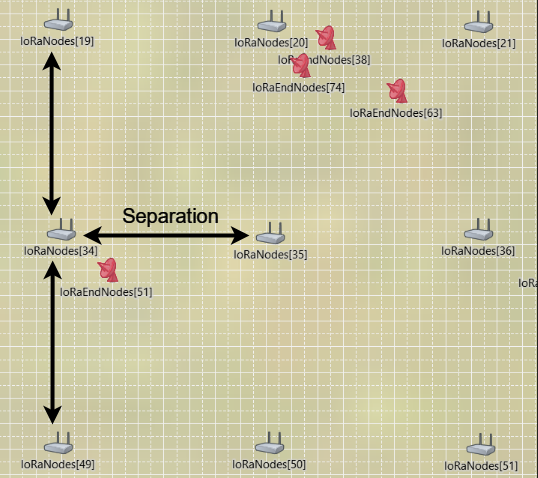 loRaNodes[19]
loRaNodes[20]
loRaNodes[21]
loRaEndNodes[38]
loRaEndNodes[74]
loRaEndNodes[63]
Separation
loRaNodes[34]
loRaNodes[35]
loRaNodes[36]
loRaEndNodes[51]
loRa
loRaNodes[49]
loRaNodes[50]
loRaNodes[51]